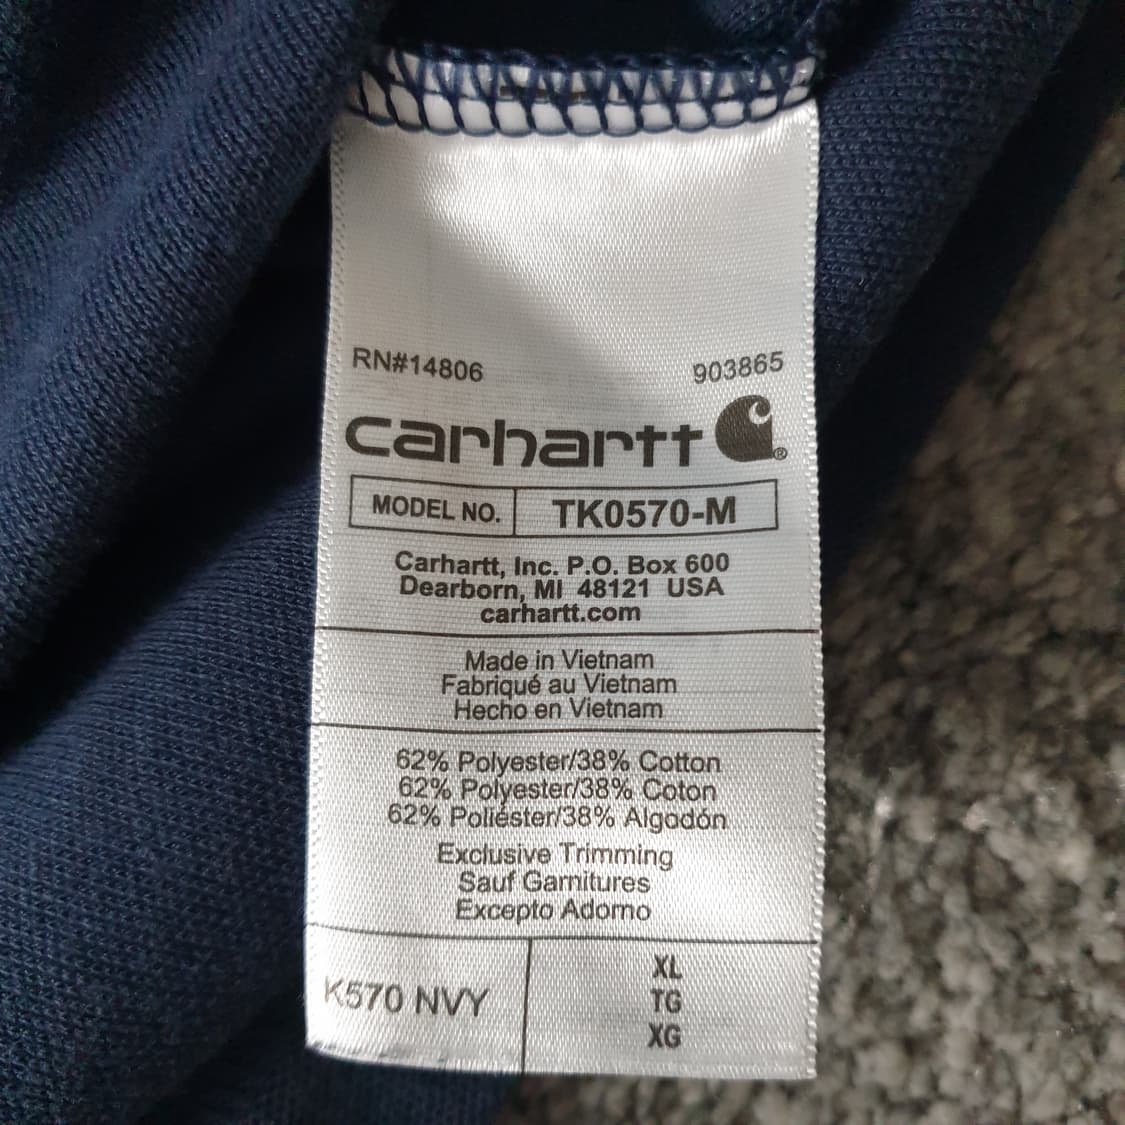 RN#14806 903865
carhartt
MODEL NO. TK0570-M
Carhartt, Inc. P.O. Box 600
Dearborn, MI 48121 USA
carhartt.com
Made in Vietnam
Fabriqué au Vietnam
Hecho en Vietnam
62% Polyester/38% Cotton
62% Polyester/38% Coton
62% Poliéster/38% Algodón
Exclusive Trimming
Sauf Garnitures
Excepto Adorno
K570 NVY
XL
TG
XG